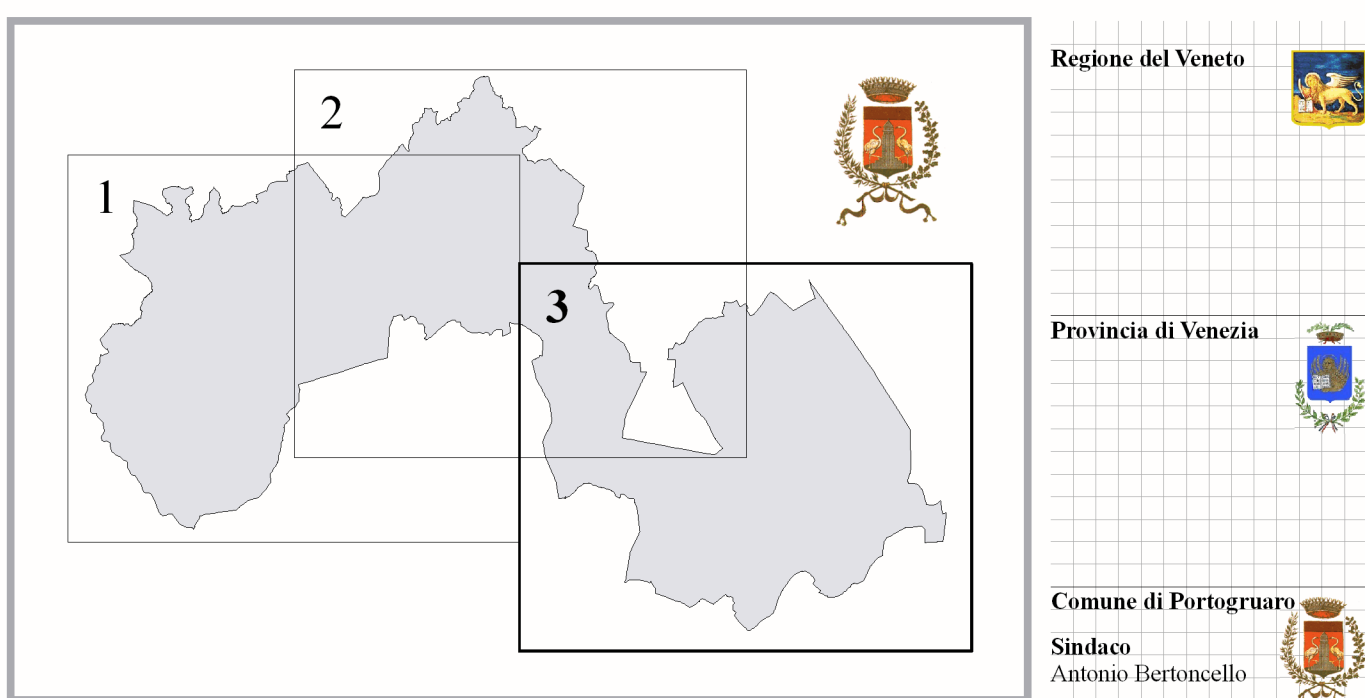 2
1
3
Regione del Veneto
Provincia di Venezia
Comune di Portogruaro
Sindaco
Antonio Bertoncello